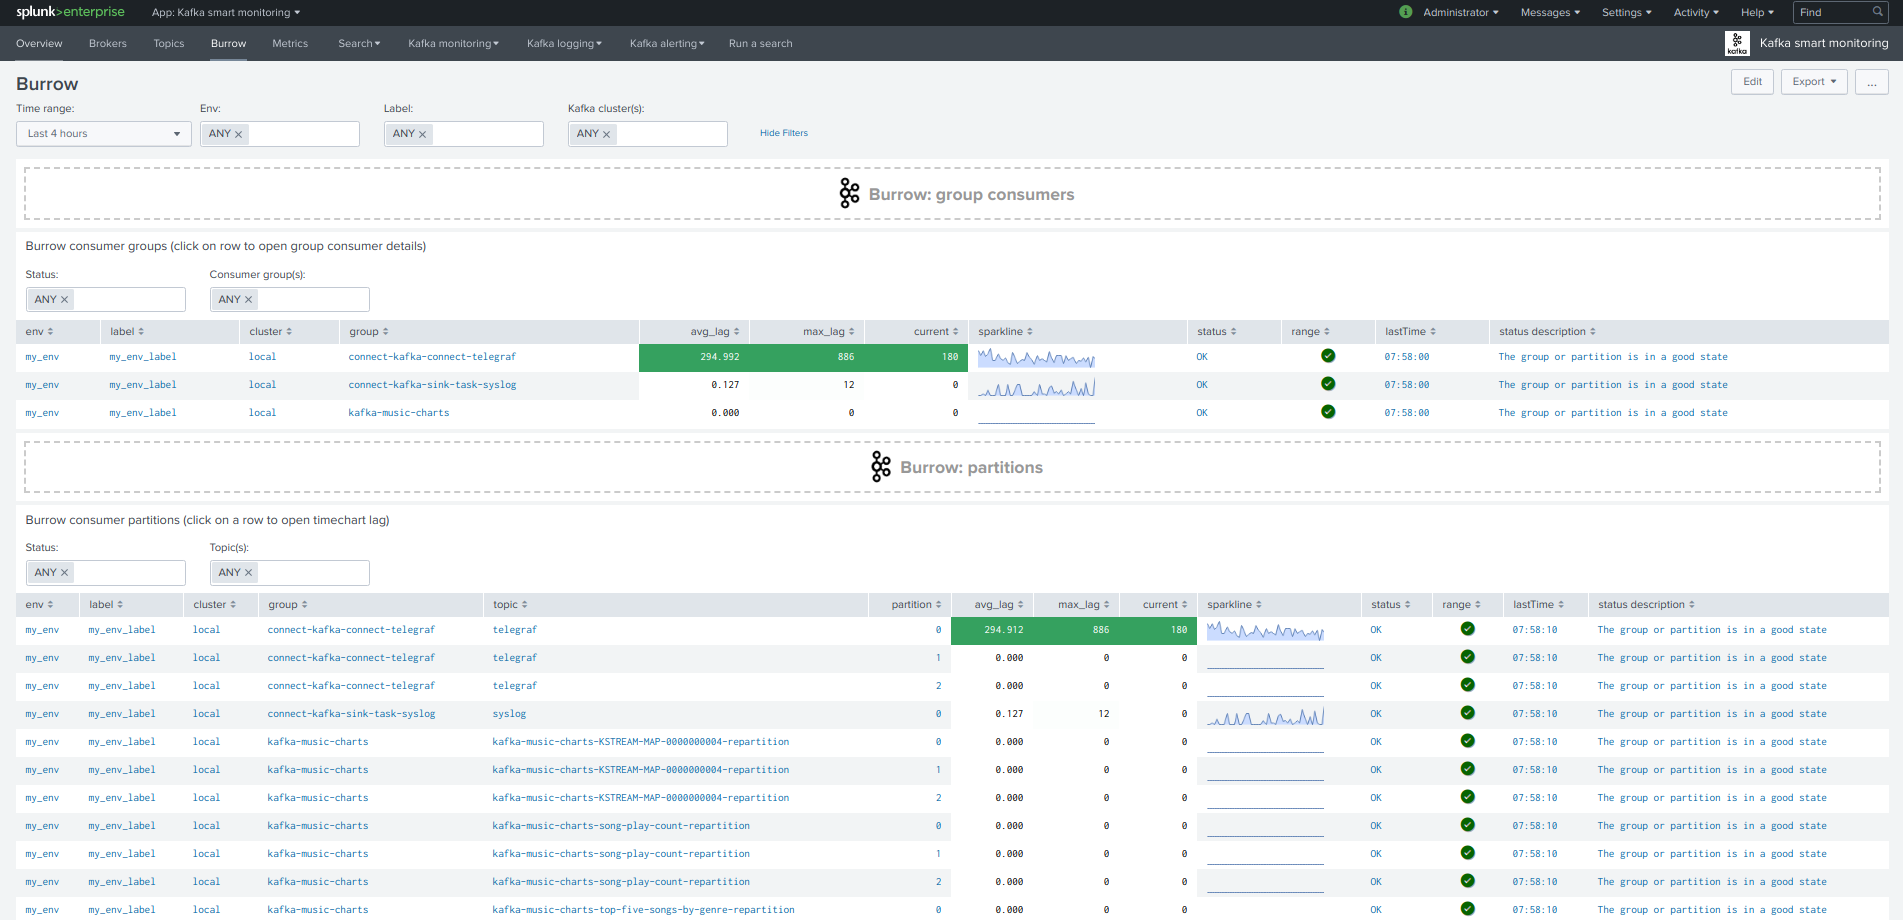 splunk>enterprise App: Kafka smart monitoring i Administrator Messages Settings Activity Help Find
Overview Brokers Topics Burrow Metrics Search Kafka monitoring Kafka logging Kafka alerting Run a search kafka Kafka smart monitoring
Burrow Edit Export ...
Time range: Env: Label: Kafka cluster(s):
Last 4 hours ANY ANY ANY Hide Filters
Burrow: group consumers
Burrow consumer groups (click on row to open group consumer details)
Status: Consumer group(s):
ANY ANY
env label cluster group avg_lag max_lag current sparkline status range lastTime status description
my_env my_env_label local connect-kafka-connect-telegraf 294.992 886 180 OK 07:58:00 The group or partition is in a good state
my_env my_env_label local connect-kafka-sink-task-syslog 0.127 12 0 OK 07:58:00 The group or partition is in a good state
my_env my_env_label local kafka-music-charts 0.000 0 0 OK 07:58:00 The group or partition is in a good state
Burrow: partitions
Burrow consumer partitions (click on a row to open timechart lag)
Status: Topic(s):
ANY ANY
env label cluster group topic partition avg_lag max_lag current sparkline status range lastTime status description
my_env my_env_label local connect-kafka-connect-telegraf telegraf 0 294.912 886 180 OK 07:58:10 The group or partition is in a good state
my_env my_env_label local connect-kafka-connect-telegraf telegraf 1 0.000 0 0 OK 07:58:10 The group or partition is in a good state
my_env my_env_label local connect-kafka-connect-telegraf telegraf 2 0.000 0 0 OK 07:58:10 The group or partition is in a good state
my_env my_env_label local connect-kafka-sink-task-syslog syslog 0 0.127 12 0 OK 07:58:10 The group or partition is in a good state
my_env my_env_label local kafka-music-charts kafka-music-charts-KSTREAM-MAP-0000000004-repartition 0 0.000 0 0 OK 07:58:10 The group or partition is in a good state
my_env my_env_label local kafka-music-charts kafka-music-charts-KSTREAM-MAP-0000000004-repartition 1 0.000 0 0 OK 07:58:10 The group or partition is in a good state
my_env my_env_label local kafka-music-charts kafka-music-charts-KSTREAM-MAP-0000000004-repartition 2 0.000 0 0 OK 07:58:10 The group or partition is in a good state
my_env my_env_label local kafka-music-charts kafka-music-charts-song-play-count-repartition 0 0.000 0 0 OK 07:58:10 The group or partition is in a good state
my_env my_env_label local kafka-music-charts kafka-music-charts-song-play-count-repartition 1 0.000 0 0 OK 07:58:10 The group or partition is in a good state
my_env my_env_label local kafka-music-charts kafka-music-charts-song-play-count-repartition 2 0.000 0 0 OK 07:58:10 The group or partition is in a good state
my_env my_env_label local kafka-music-charts kafka-music-charts-top-five-songs-by-genre-repartition 0 0.000 0 0 OK 07:58:10 The group or partition is in a good state